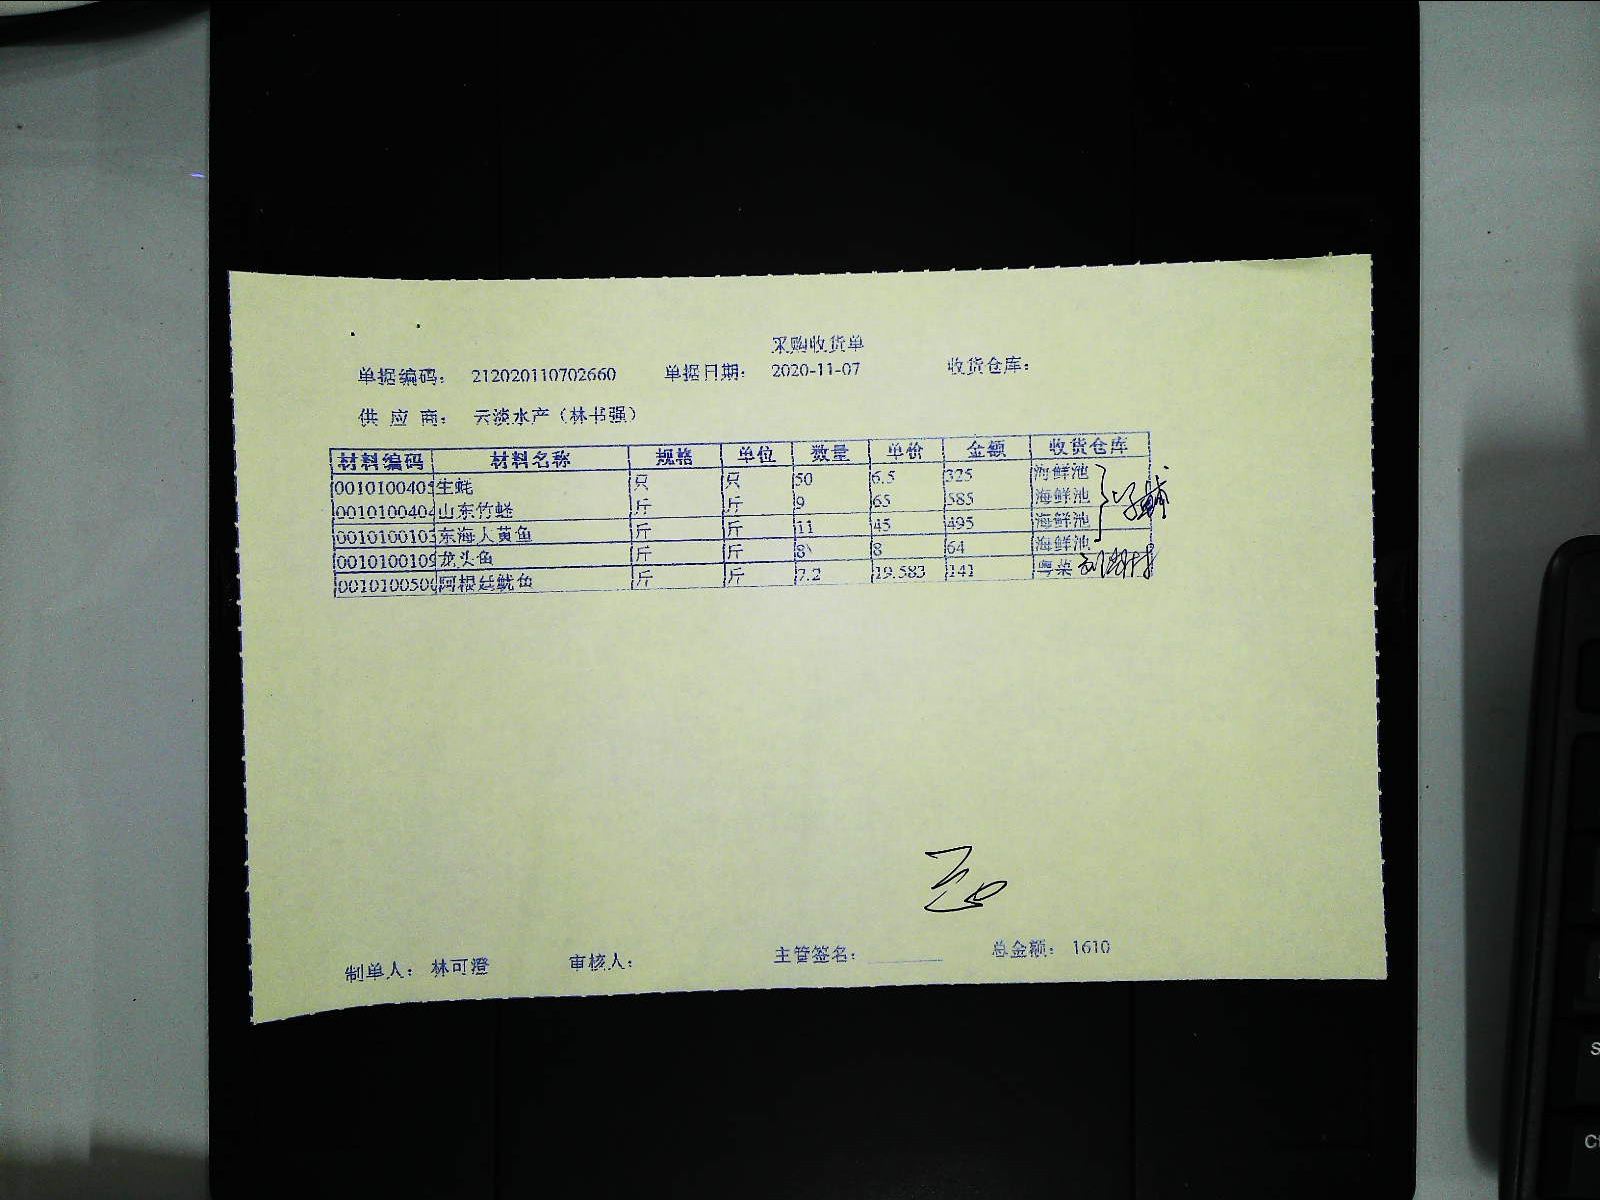 采购收货单
单据编码: 212020110702660 单据日期: 2020-11-07 收货仓库:
供 应 商: 云淡水产(林书强)
材料编码 材料名称 规格 单位 数量 单价 金额 收货仓库
0010100405 生蚝 只 只 50 6.5 325 海鲜池
0010100404 山东竹蛏 斤 斤 9 65 585 海鲜池
0010100103 东海大黄鱼 斤 斤 11 45 495 海鲜池
0010100109 龙头鱼 斤 斤 8 8 64 海鲜池
0010100500 阿根廷鱿鱼 斤 斤 7.2 19.583 141 粤菜
制单人: 林可澄 审核人: 主管签名: 总金额: 1610